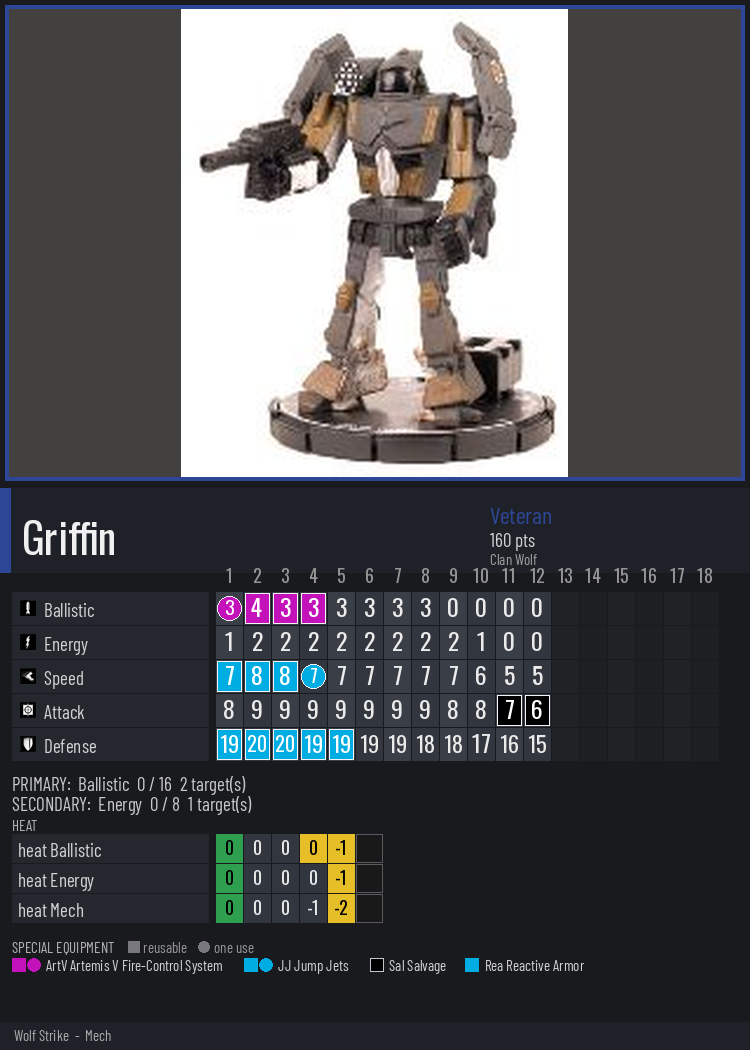 Griffin
Veteran
160 pts
Clan Wolf
1 2 3 4 5 6 7 8 9 10 11 12 13 14 15 16 17 18
Ballistic 3 4 3 3 3 3 3 3 0 0 0 0
Energy 1 2 2 2 2 2 2 2 2 1 0 0
Speed 7 8 8 7 7 7 7 7 7 6 5 5
Attack 8 9 9 9 9 9 9 9 8 8 7 6
Defense 19 20 20 19 19 19 19 18 18 17 16 15
PRIMARY: Ballistic 0 / 16 2 target(s)
SECONDARY: Energy 0 / 8 1 target(s)
HEAT
heat Ballistic 0 0 0 0 -1
heat Energy 0 0 0 0 -1
heat Mech 0 0 0 -1 -2
SPECIAL EQUIPMENT reusable one use
ArtV Artemis V Fire-Control System JJ Jump Jets Sal Salvage Rea Reactive Armor
Wolf Strike - Mech